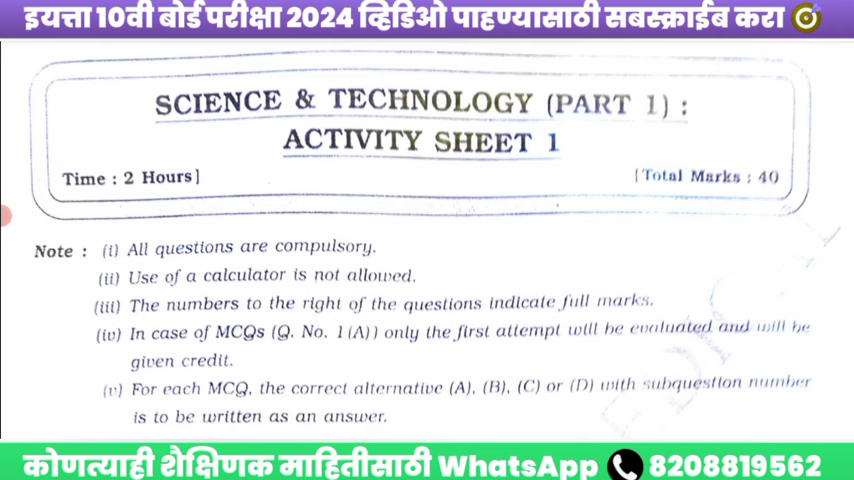 इयत्ता 10वी बोर्ड परीक्षा 2024 व्हिडिओ पाहण्यासाठी सबस्क्राईब करा
SCIENCE & TECHNOLOGY (PART 1) :
ACTIVITY SHEET 1
Time : 2 Hours] [Total Marks : 40
Note : (i) All questions are compulsory.
(ii) Use of a calculator is not allowed.
(iii) The numbers to the right of the questions indicate full marks.
(iv) In case of MCQs (Q. No. 1(A)) only the first attempt will be evaluated and will be
given credit.
(v) For each MCQ, the correct alternative (A), (B), (C) or (D) with subquestion number
is to be written as an answer.
कोणत्याही शैक्षिणक माहितीसाठी WhatsApp 8208819562